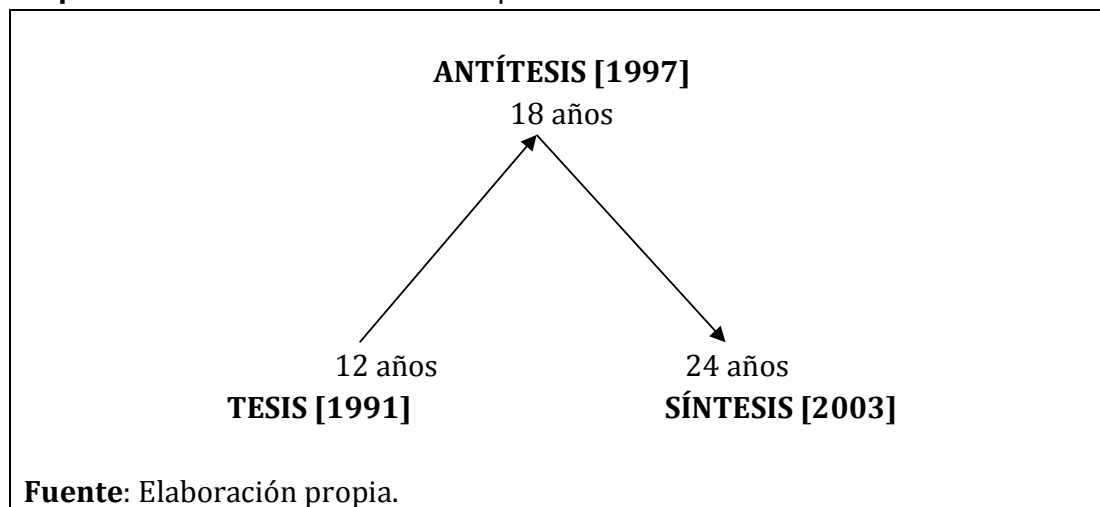 ANTÍTESIS [1997]
18 años
12 años
24 años
TESIS [1991]
SÍNTESIS [2003]
Fuente: Elaboración propia.